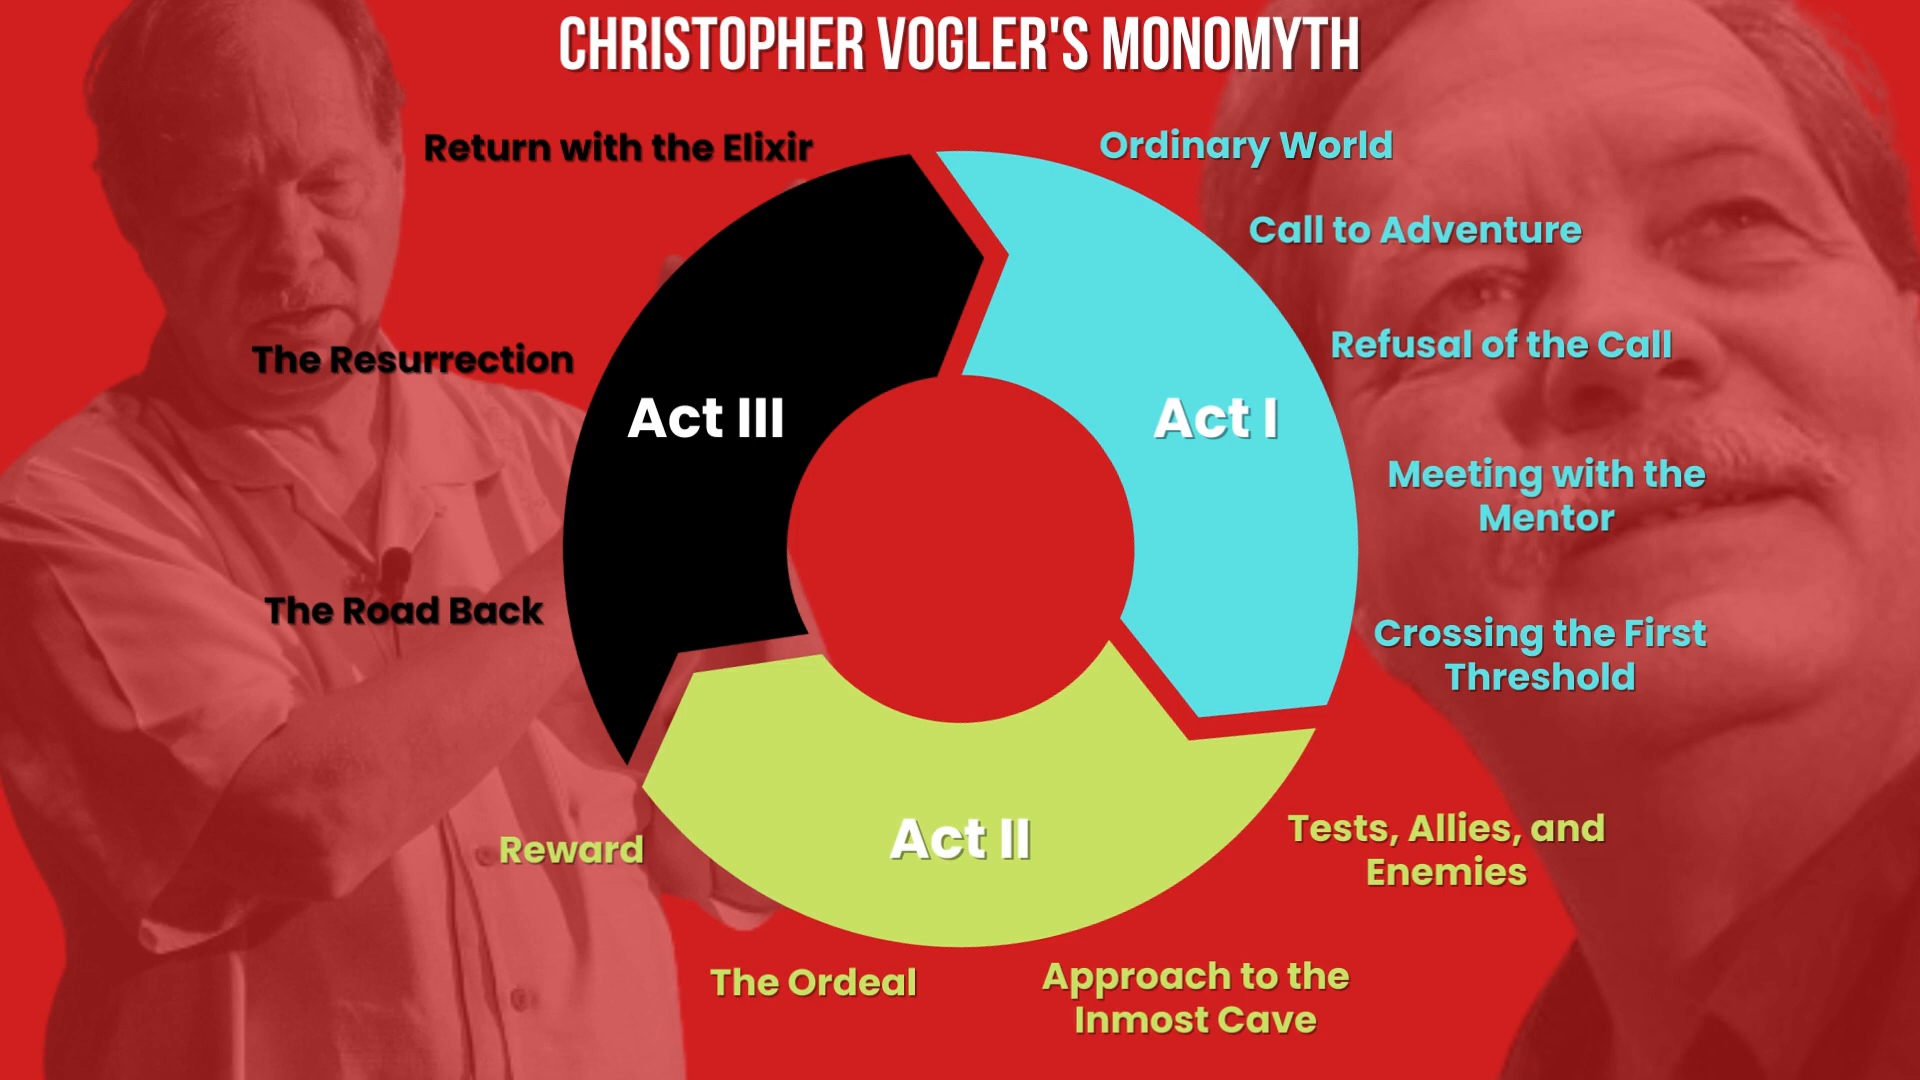 CHRISTOPHER VOGLER'S MONOMYTH
Return with the Elixir
Ordinary World
Call to Adventure
Refusal of the Call
The Resurrection
Act III
Act I
Meeting with the
Mentor
The Road Back
Crossing the First
Threshold
Act II
Reward
Tests, Allies, and
Enemies
The Ordeal
Approach to the
Inmost Cave